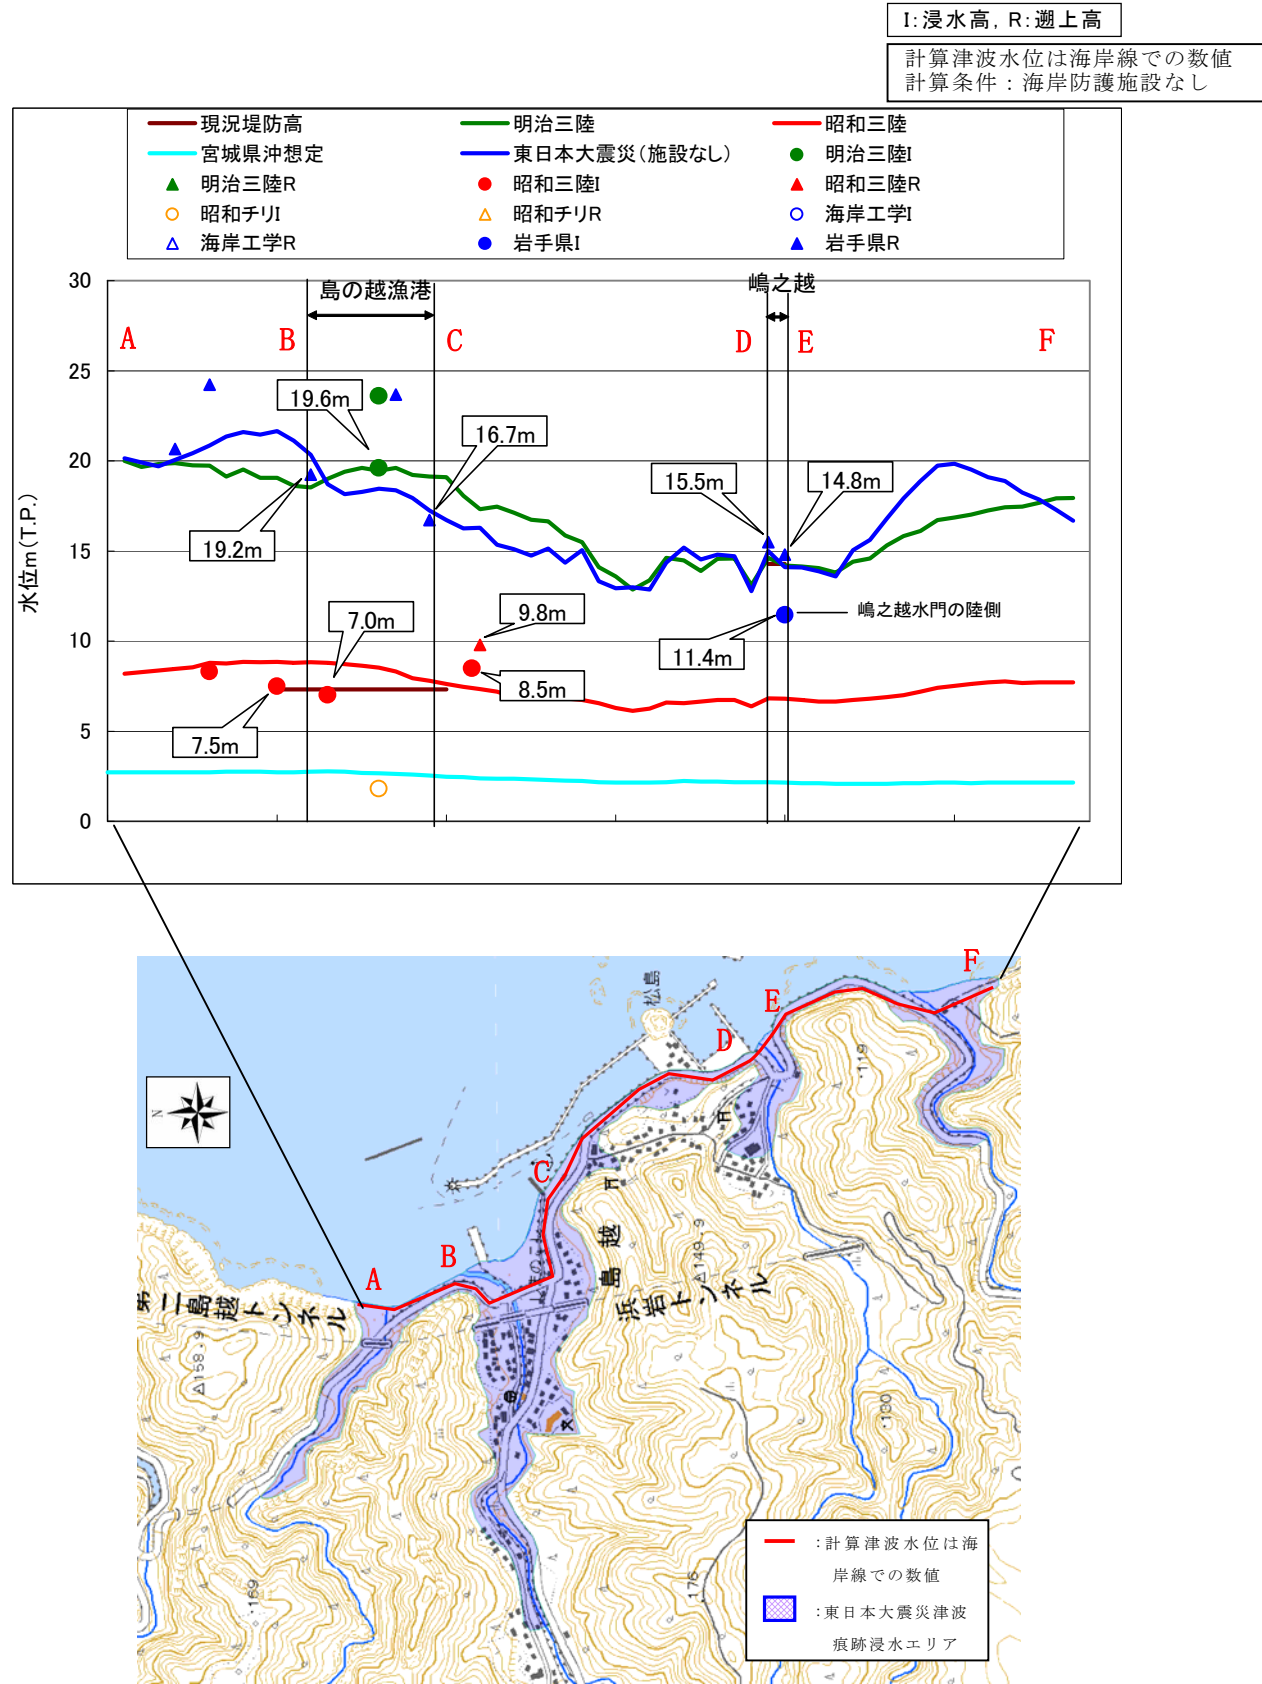 I:浸水高, R:遡上高
計算津波水位は海岸線での数値
計算条件：海岸防護施設なし
現況堤防高
明治三陸
昭和三陸
宮城県沖想定
東日本大震災(施設なし)
明治三陸I
明治三陸R
昭和三陸I
昭和三陸R
昭和チリI
昭和チリR
海岸工学I
海岸工学R
岩手県I
岩手県R
水位m(T.P.)
30
25
20
15
10
5
0
島の越漁港
嶋之越
A
B
C
D
E
F
19.6m
16.7m
19.2m
15.5m
14.8m
7.0m
9.8m
嶋之越水門の陸側
11.4m
8.5m
7.5m
F
E
D
C
B
A
松島
N
第二島越トンネル
島越
浜岩トンネル
119
149.9
158.9
130
169
176
:計算津波水位は海
岸線での数値
:東日本大震災津波
痕跡浸水エリア